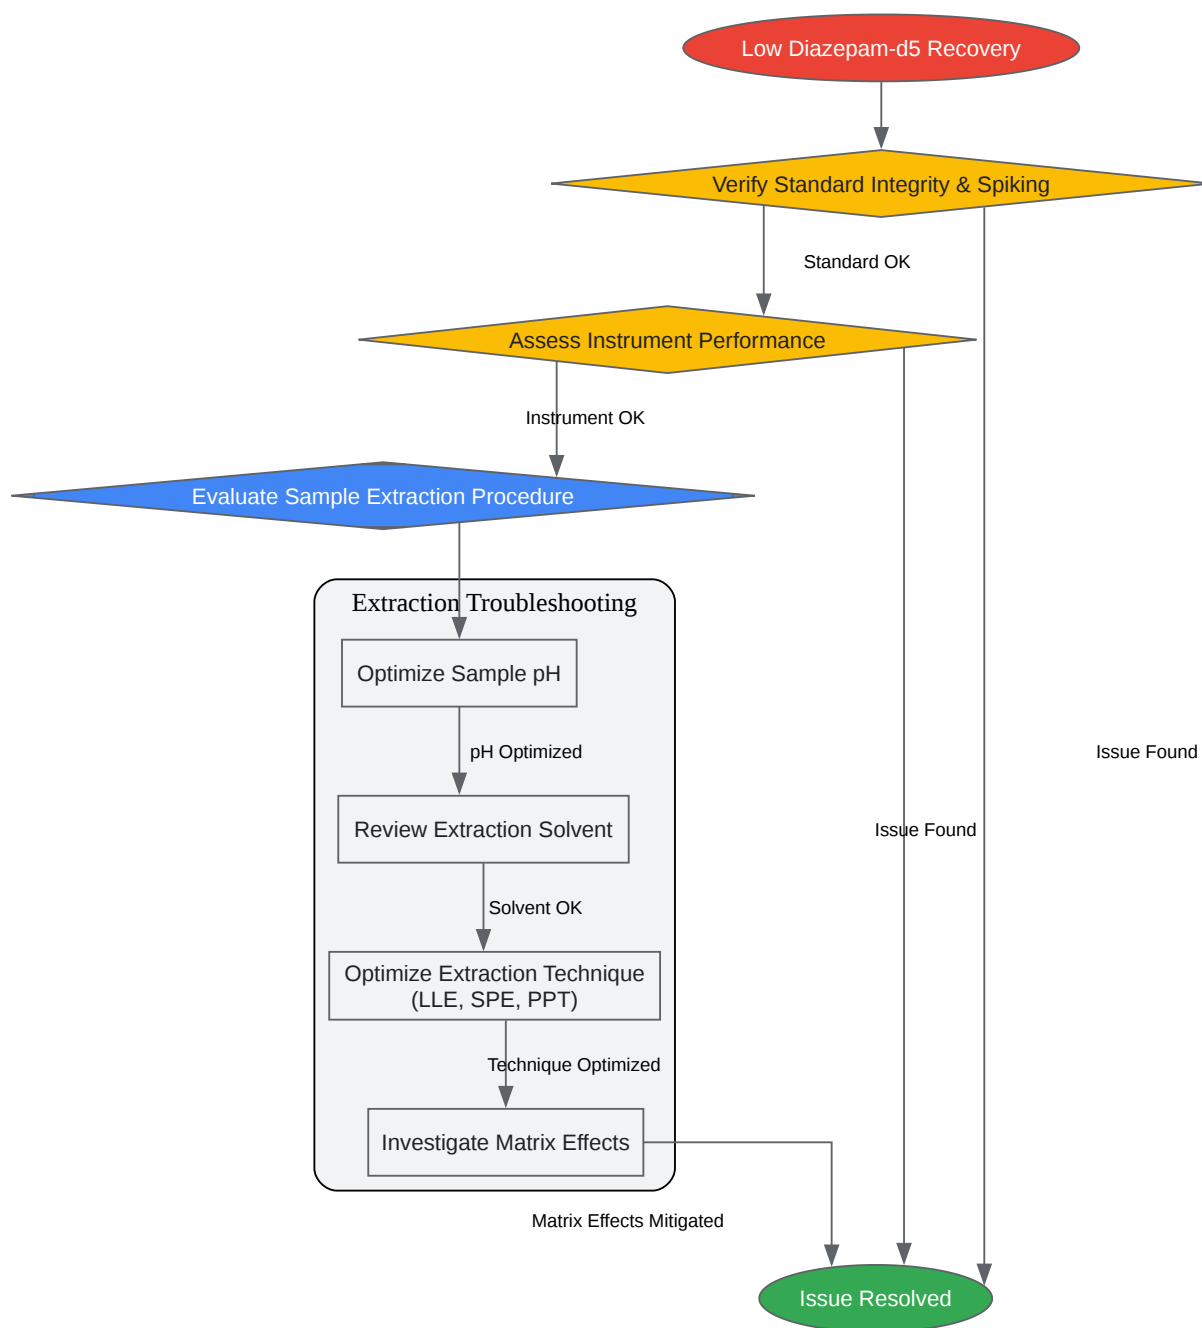 Low Diazepam-d5 Recovery
Verify Standard Integrity & Spiking
Standard OK
Assess Instrument Performance
Instrument OK
Evaluate Sample Extraction Procedure
Extraction Troubleshooting
Optimize Sample pH
pH Optimized
Issue Found
Review Extraction Solvent
Issue Found
Solvent OK
Optimize Extraction Technique
(LLE, SPE, PPT)
Technique Optimized
Investigate Matrix Effects
Matrix Effects Mitigated
Issue Resolved